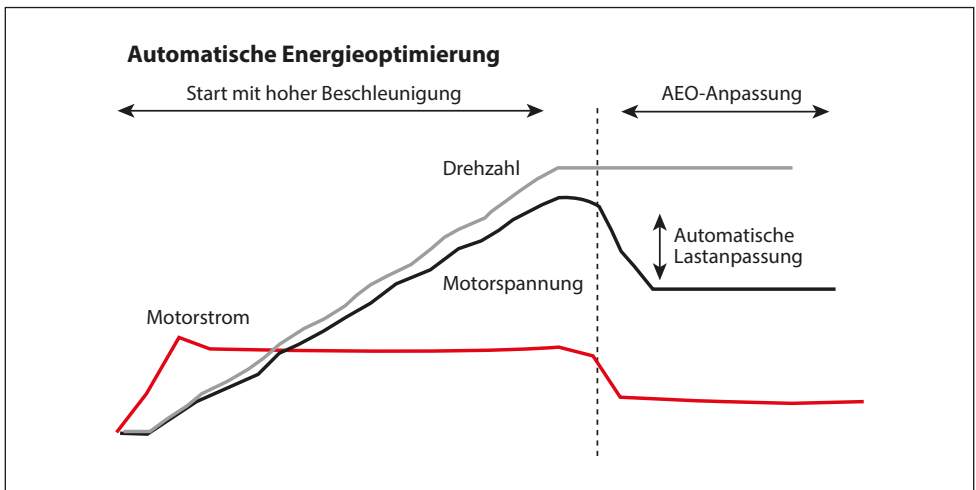 Automatische Energieoptimierung
Start mit hoher Beschleunigung
AEO-Anpassung
Drehzahl
Automatische
Lastanpassung
Motorspannung
Motorstrom